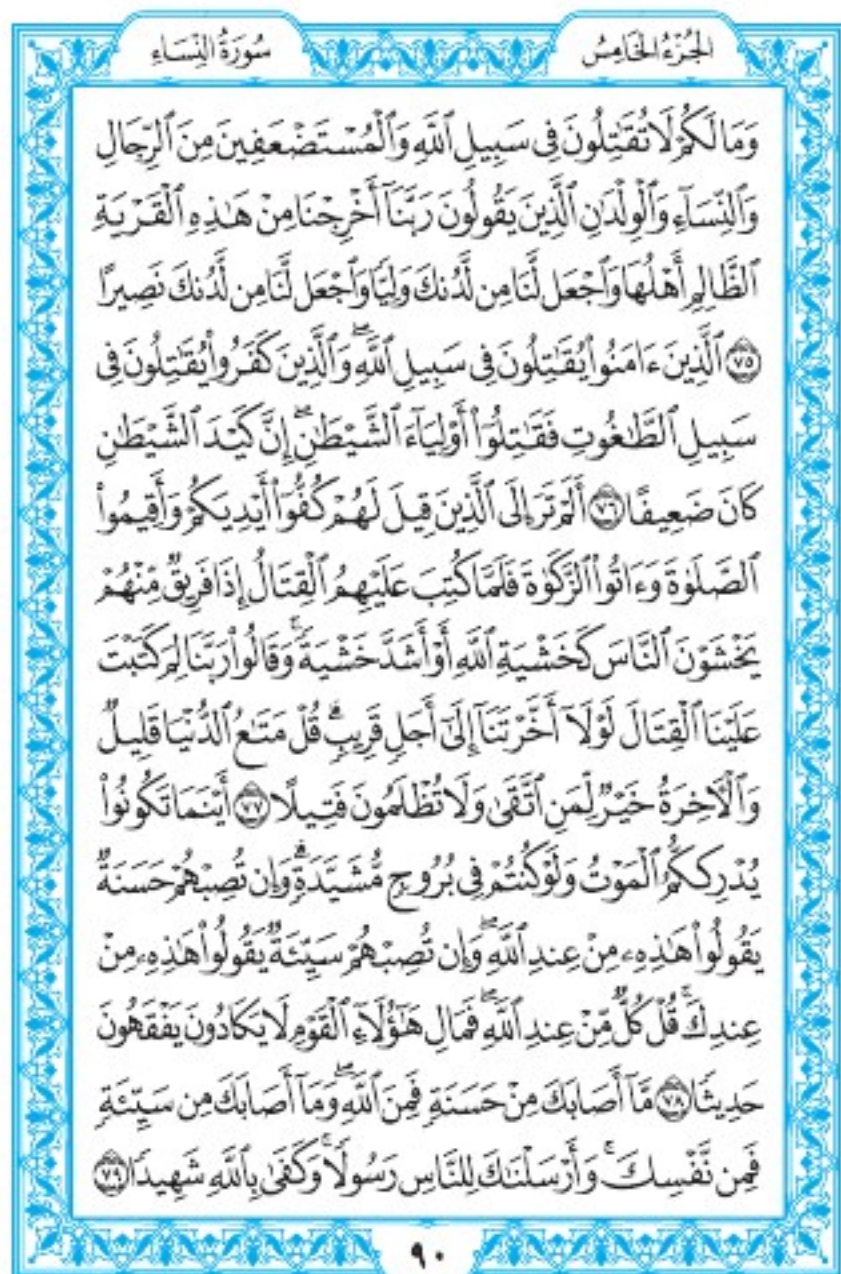 الجُزْءُ الخَامِسُ
سُورَةُ النِّسَاءِ
وَمَا لَكُمْ لَا تُقَٰتِلُونَ فِى سَبِيلِ ٱللَّهِ وَٱلْمُسْتَضْعَفِينَ مِنَ ٱلرِّجَالِ
وَٱلنِّسَآءِ وَٱلْوِلْدَٰنِ ٱلَّذِينَ يَقُولُونَ رَبَّنَآ أَخْرِجْنَا مِنْ هَٰذِهِ ٱلْقَرْيَةِ
ٱلظَّالِمِ أَهْلُهَا وَٱجْعَل لَّنَا مِن لَّدُنكَ وَلِيًّا وَٱجْعَل لَّنَا مِن لَّدُنكَ نَصِيرًا
٧٥ ٱلَّذِينَ ءَامَنُوا۟ يُقَٰتِلُونَ فِى سَبِيلِ ٱللَّهِۖ وَٱلَّذِينَ كَفَرُوا۟ يُقَٰتِلُونَ فِى
سَبِيلِ ٱلطَّٰغُوتِ فَقَٰتِلُوٓا۟ أَوْلِيَآءَ ٱلشَّيْطَٰنِۖ إِنَّ كَيْدَ ٱلشَّيْطَٰنِ
كَانَ ضَعِيفًا ٧٦ أَلَمْ تَرَ إِلَى ٱلَّذِينَ قِيلَ لَهُمْ كُفُّوٓا۟ أَيْدِيَكُمْ وَأَقِيمُوا۟
ٱلصَّلَوٰةَ وَءَاتُوا۟ ٱلزَّكَوٰةَ فَلَمَّا كُتِبَ عَلَيْهِمُ ٱلْقِتَالُ إِذَا فَرِيقٌ مِّنْهُمْ
يَخْشَوْنَ ٱلنَّاسَ كَخَشْيَةِ ٱللَّهِ أَوْ أَشَدَّ خَشْيَةًۚ وَقَالُوا۟ رَبَّنَا لِمَ كَتَبْتَ
عَلَيْنَا ٱلْقِتَالَ لَوْلَآ أَخَّرْتَنَآ إِلَىٰٓ أَجَلٍ قَرِيبٍۗ قُلْ مَتَٰعُ ٱلدُّنْيَا قَلِيلٌ
وَٱلْـَٔاخِرَةُ خَيْرٌ لِّمَنِ ٱتَّقَىٰ وَلَا تُظْلَمُونَ فَتِيلًا ٧٧ أَيْنَمَا تَكُونُوا۟
يُدْرِككُّمُ ٱلْمَوْتُ وَلَوْ كُنتُمْ فِى بُرُوجٍ مُّشَيَّدَةٍۗ وَإِن تُصِبْهُمْ حَسَنَةٌ
يَقُولُوا۟ هَٰذِهِۦ مِنْ عِندِ ٱللَّهِۖ وَإِن تُصِبْهُمْ سَيِّئَةٌ يَقُولُوا۟ هَٰذِهِۦ مِنْ
عِندِكَۚ قُلْ كُلٌّ مِّنْ عِندِ ٱللَّهِۖ فَمَالِ هَٰٓؤُلَآءِ ٱلْقَوْمِ لَا يَكَادُونَ يَفْقَهُونَ
حَدِيثًا ٧٨ مَّآ أَصَابَكَ مِنْ حَسَنَةٍ فَمِنَ ٱللَّهِۖ وَمَآ أَصَابَكَ مِن سَيِّئَةٍ
فَمِن نَّفْسِكَۚ وَأَرْسَلْنَٰكَ لِلنَّاسِ رَسُولًاۚ وَكَفَىٰ بِٱللَّهِ شَهِيدًا ٧٩
٩٠